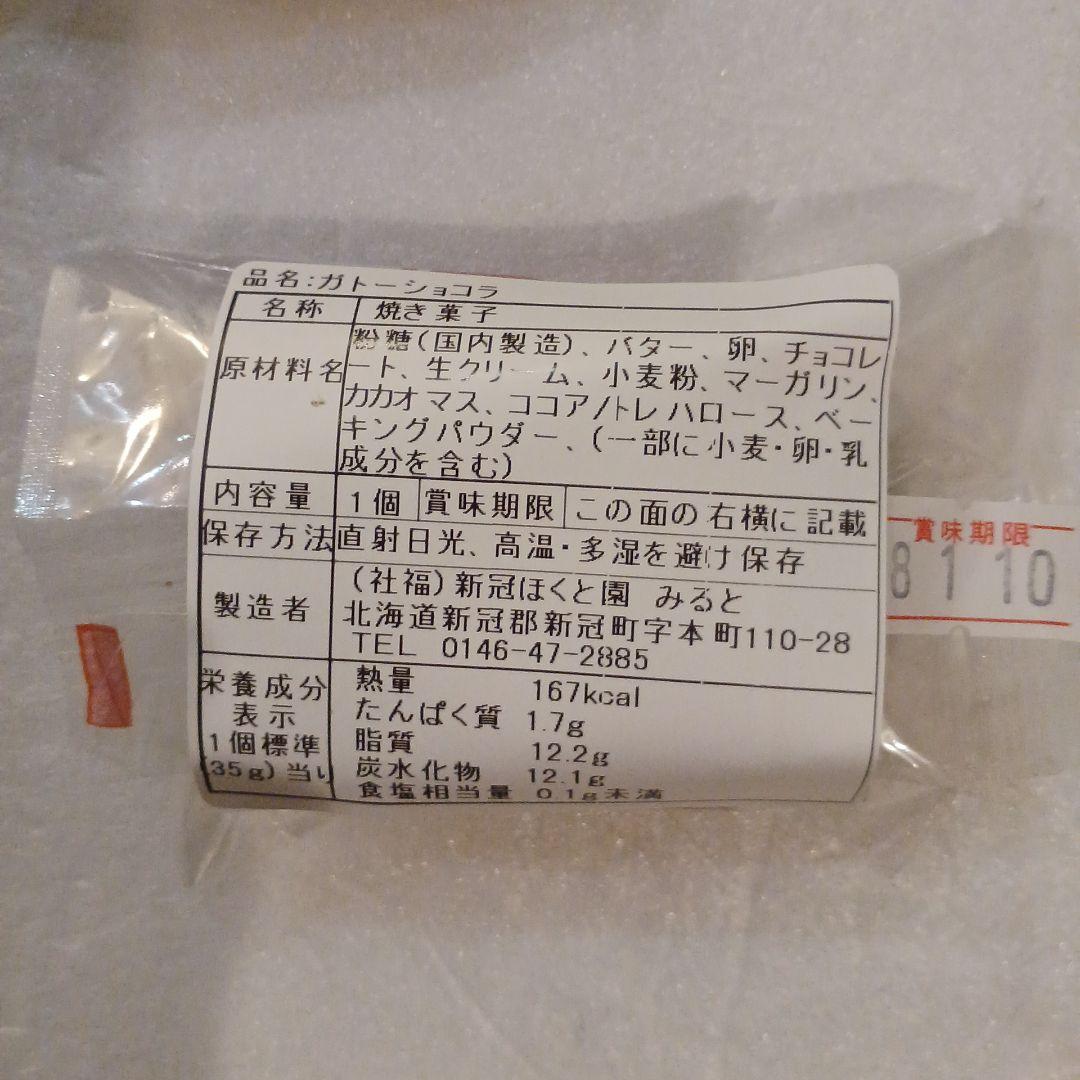 品名:ガトーショコラ
名称 焼き菓子
原材料名 粉糖(国内製造)、バター、卵、チョコレ
ート、生クリーム、小麦粉、マーガリン、
カカオマス、ココア/トレハロース、ベー
キングパウダー、(一部に小麦・卵・乳
成分を含む)
内容量 1個 賞味期限 この面の右横に記載
保存方法 直射日光、高温・多湿を避け保存
製造者 (社福)新冠ほくと園 みると
北海道新冠郡新冠町字本町110-28
TEL 0146-47-2885
栄養成分
表示
1個標準
(35g)当り
熱量 167kcal
たんぱく質 1.7g
脂質 12.2g
炭水化物 12.1g
食塩相当量 0.1g未満
賞味期限
8 1 10